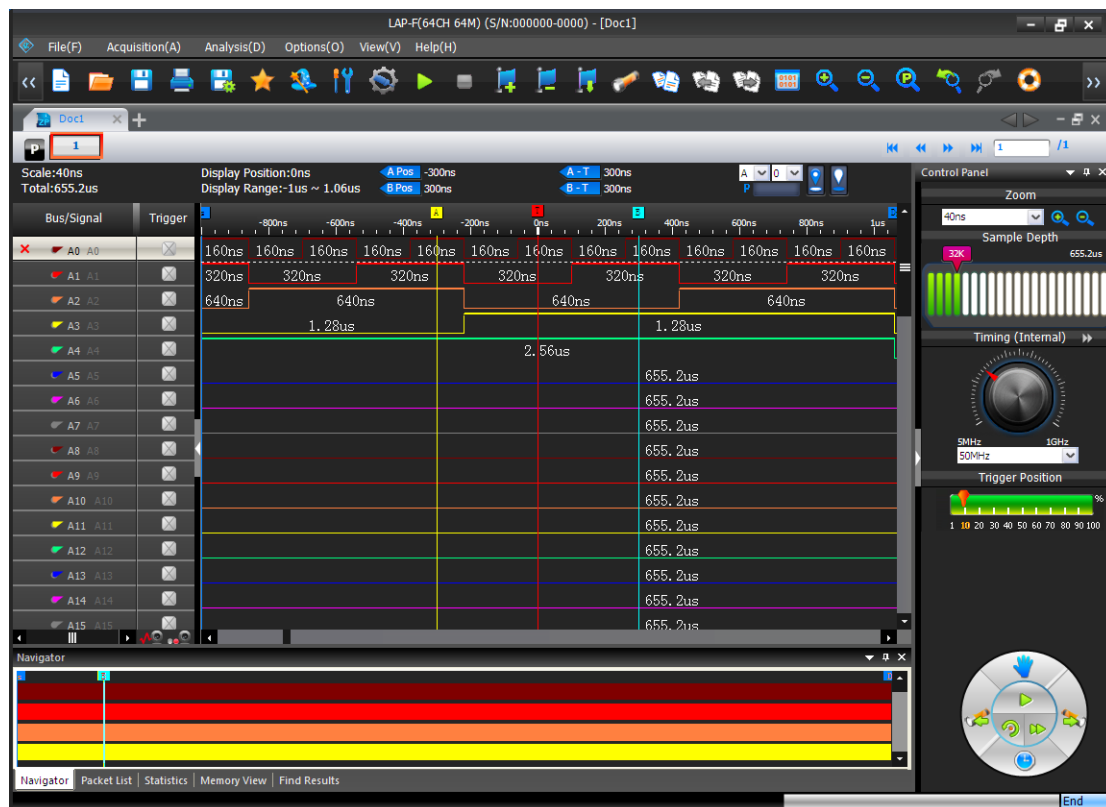 LAP-F(64CH 64M) (S/N:000000-0000) - [Doc1]
File(F) Acquisition(A) Analysis(D) Options(O) View(V) Help(H)
Doc1
P 1 1 /1
Scale:40ns Display Position:0ns A Pos -300ns A - T 300ns A 0
Total:655.2us Display Range:-1us ~ 1.06us B Pos 300ns B - T 300ns P
Control Panel
Zoom
40ns
Sample Depth
32K 655.2us
Timing (Internal)
5MHz 1GHz
50MHz
Trigger Position
%
1 10 20 30 40 50 60 70 80 90 100
Bus/Signal Trigger
A T B D
-800ns -600ns -400ns -200ns 0ns 200ns 400ns 600ns 800ns 1us
A0 A0 160ns 160ns 160ns 160ns 160ns 160ns 160ns 160ns 160ns 160ns 160ns 160ns 160ns
A1 A1 320ns 320ns 320ns 320ns 320ns 320ns 320ns
A2 A2 640ns 640ns 640ns 640ns
A3 A3 1.28us 1.28us
A4 A4 2.56us
A5 A5 655.2us
A6 A6 655.2us
A7 A7 655.2us
A8 A8 655.2us
A9 A9 655.2us
A10 A10 655.2us
A11 A11 655.2us
A12 A12 655.2us
A13 A13 655.2us
A14 A14 655.2us
A15 A15 655.2us
Navigator
Navigator Packet List Statistics Memory View Find Results
End